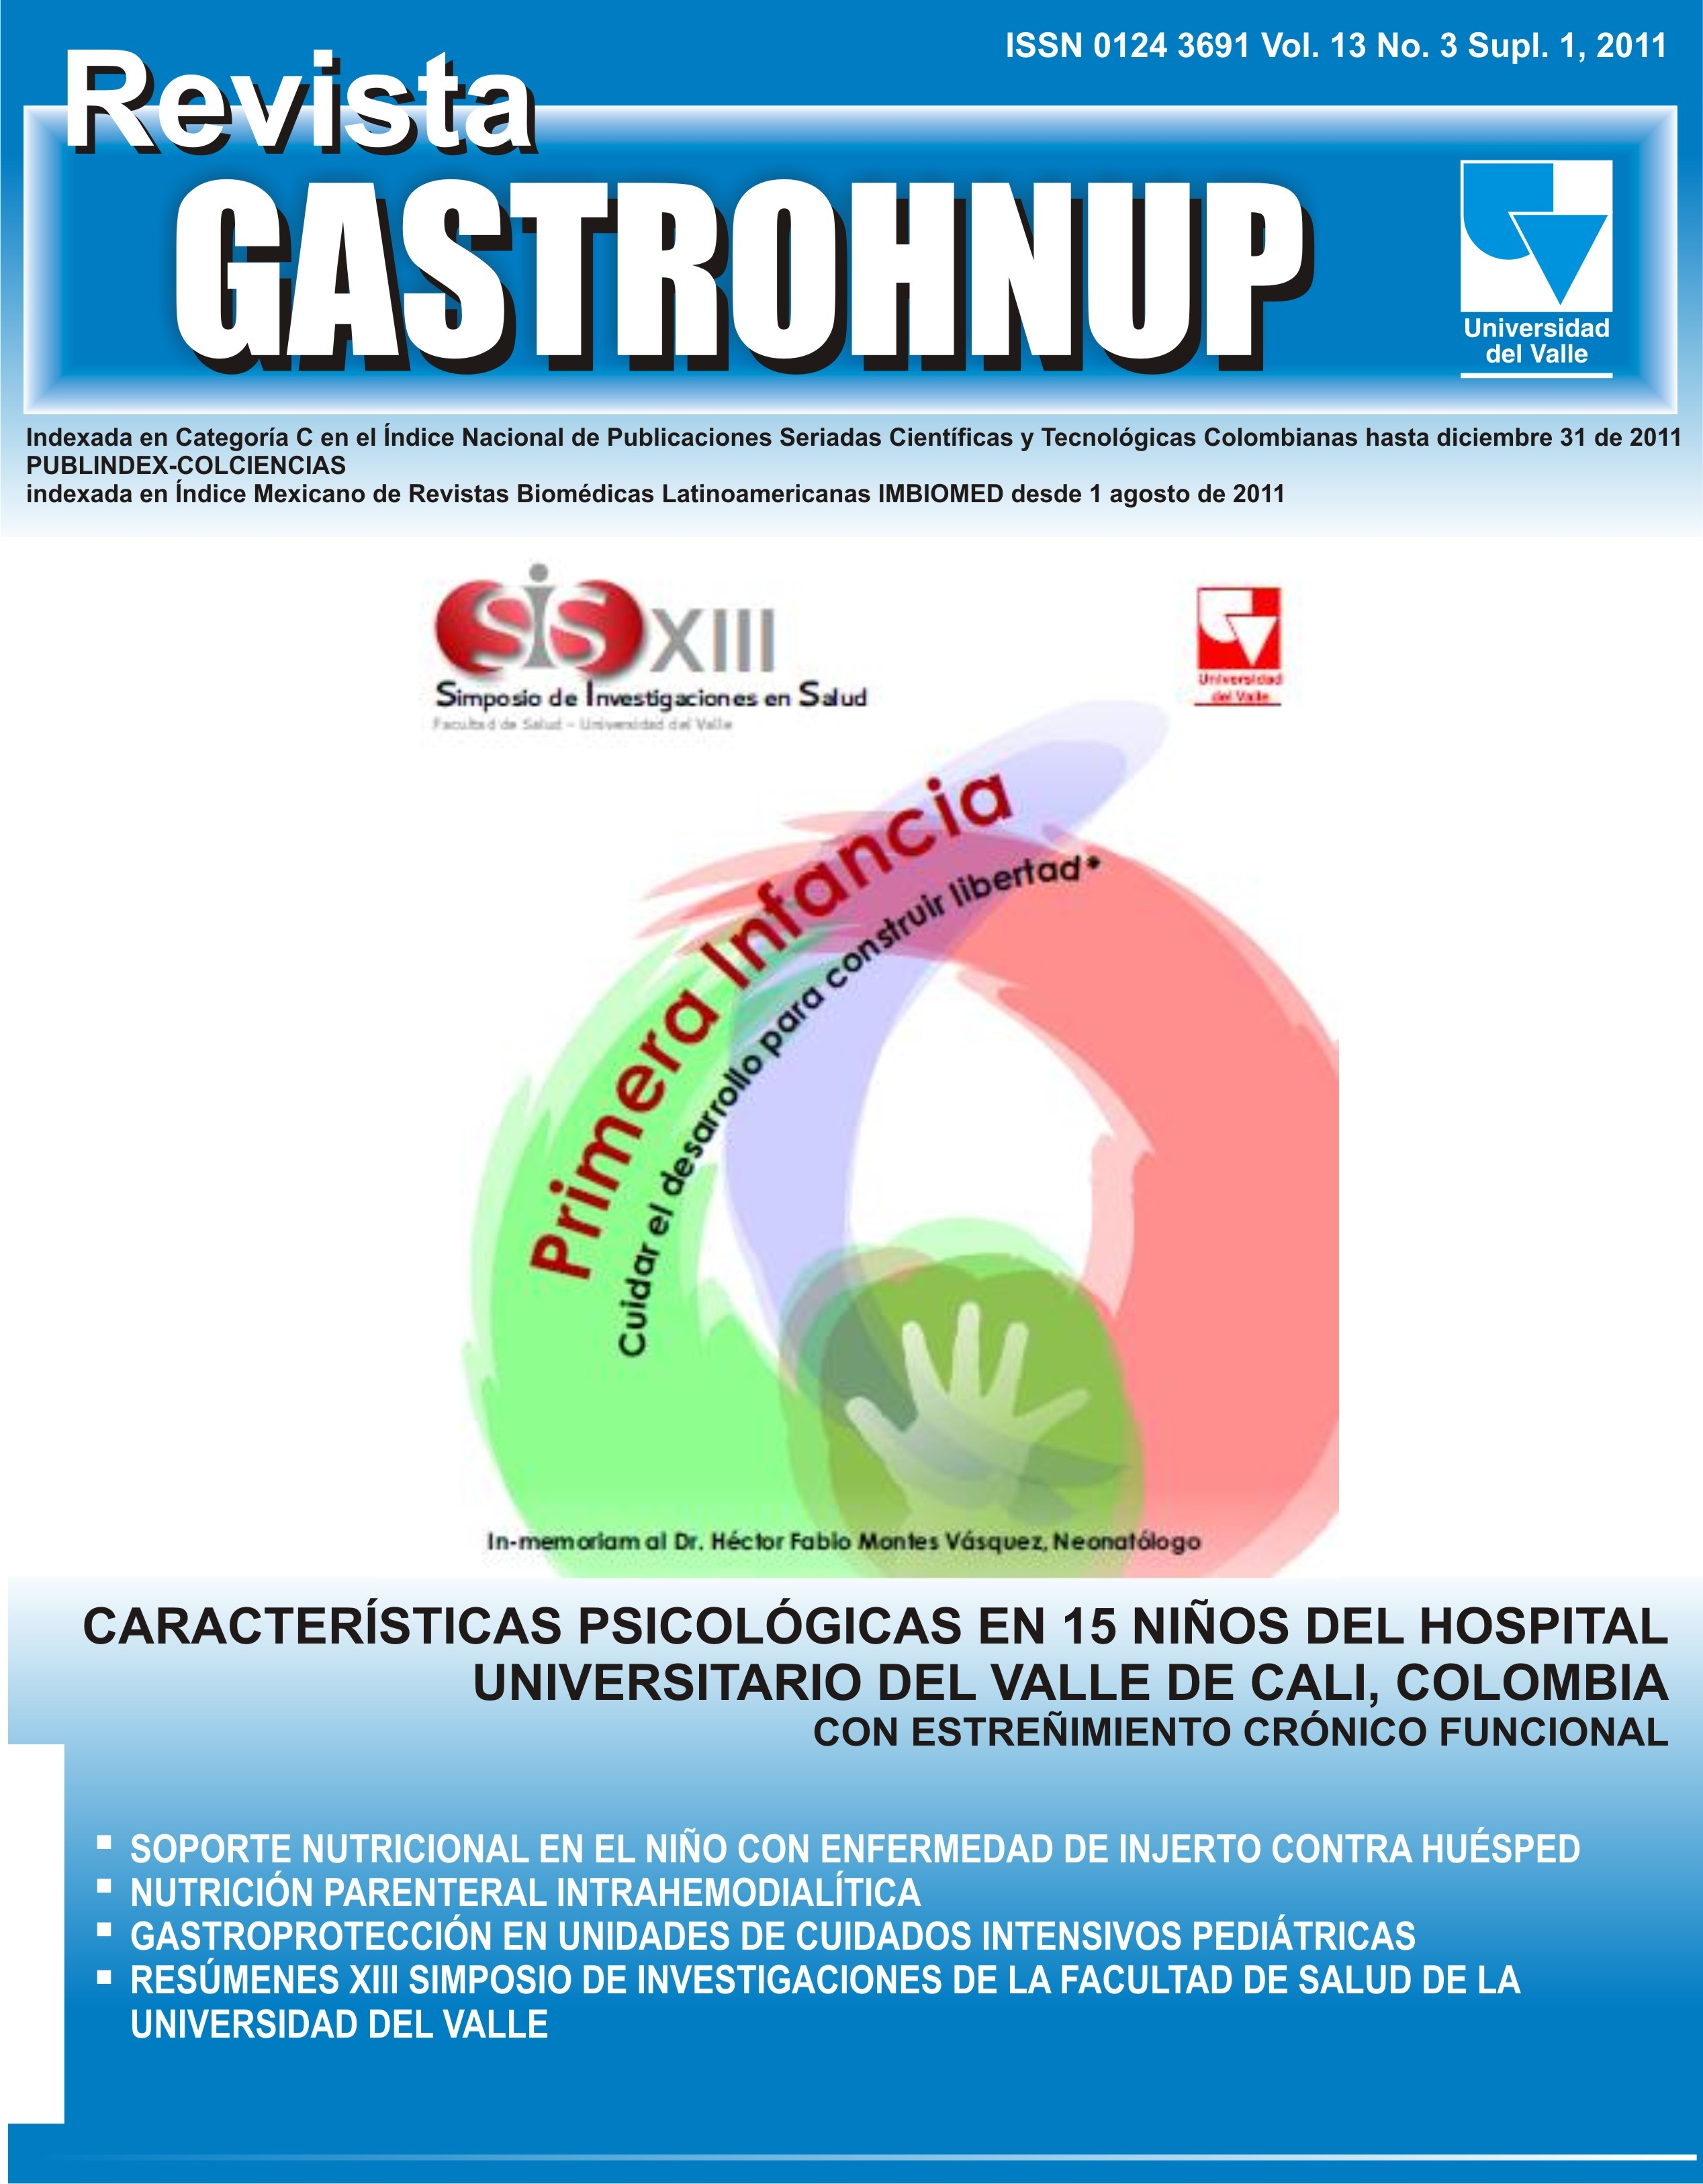 ISSN 0124 3691 Vol. 13 No. 3 Supl. 1, 2011
Revista
GASTROHNUP
Universidad
del Valle
Indexada en Categoría C en el Índice Nacional de Publicaciones Seriadas Científicas y Tecnológicas Colombianas hasta diciembre 31 de 2011
PUBLINDEX-COLCIENCIAS
indexada en Índice Mexicano de Revistas Biomédicas Latinoamericanas IMBIOMED desde 1 agosto de 2011
sis XIII
Simposio de Investigaciones en Salud
Facultad de Salud - Universidad del Valle
Universidad
del Valle
Primera Infancia
Cuidar el desarrollo para construir libertad*
In-memoriam al Dr. Héctor Fabio Montes Vásquez, Neonatólogo
CARACTERÍSTICAS PSICOLÓGICAS EN 15 NIÑOS DEL HOSPITAL
UNIVERSITARIO DEL VALLE DE CALI, COLOMBIA
CON ESTREÑIMIENTO CRÓNICO FUNCIONAL
▪ SOPORTE NUTRICIONAL EN EL NIÑO CON ENFERMEDAD DE INJERTO CONTRA HUÉSPED
▪ NUTRICIÓN PARENTERAL INTRAHEMODIALÍTICA
▪ GASTROPROTECCIÓN EN UNIDADES DE CUIDADOS INTENSIVOS PEDIÁTRICAS
▪ RESÚMENES XIII SIMPOSIO DE INVESTIGACIONES DE LA FACULTAD DE SALUD DE LA
UNIVERSIDAD DEL VALLE